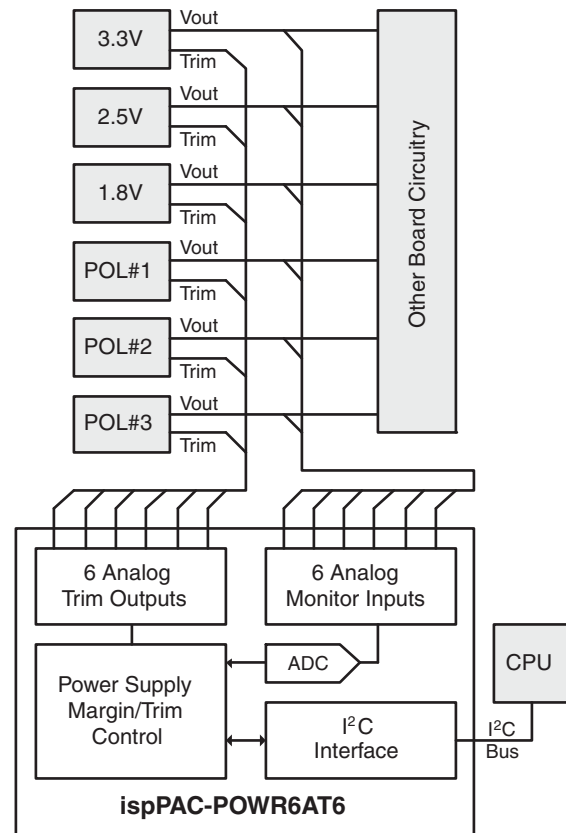 3.3V
Vout
Trim
2.5V
Vout
Trim
1.8V
Vout
Trim
POL#1
Vout
Trim
POL#2
Vout
Trim
POL#3
Vout
Trim
Other Board Circuitry
6 Analog
Trim Outputs
6 Analog
Monitor Inputs
ADC
CPU
Power Supply
Margin/Trim
Control
I²C
Interface
I²C
Bus
ispPAC-POWR6AT6